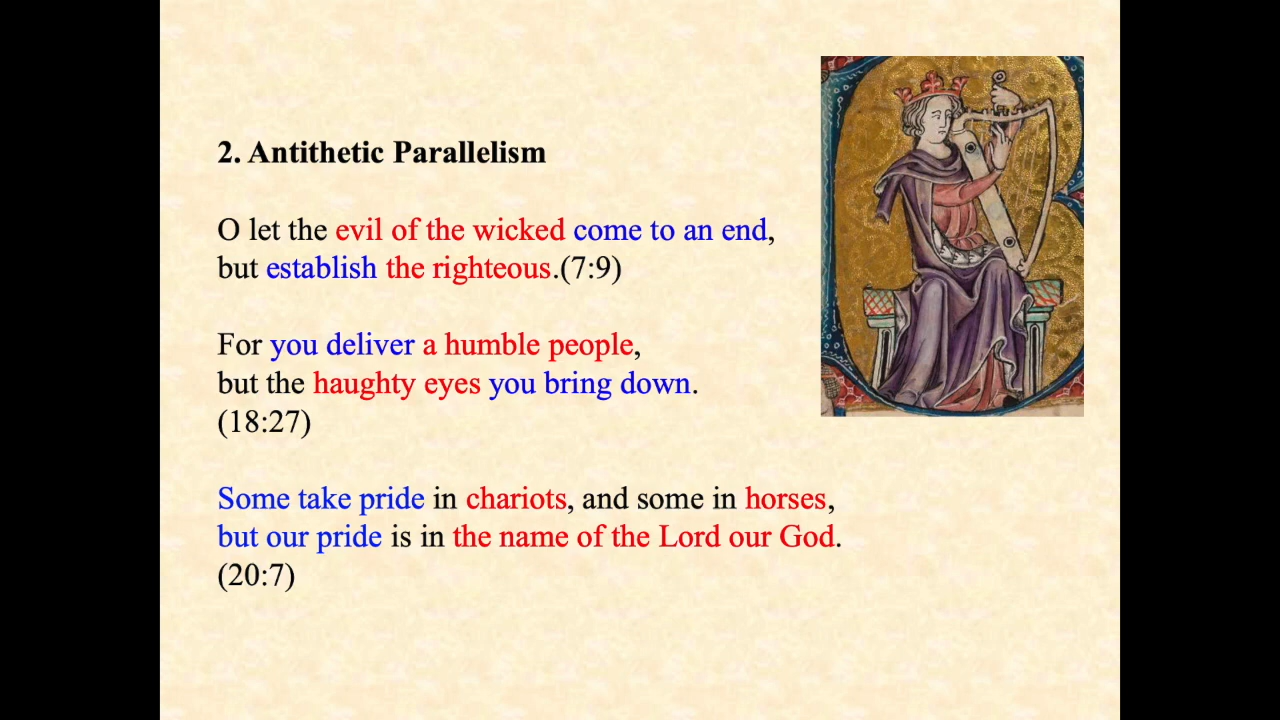 2. Antithetic Parallelism
O let the evil of the wicked come to an end,
but establish the righteous.(7:9)
For you deliver a humble people,
but the haughty eyes you bring down.
(18:27)
Some take pride in chariots, and some in horses,
but our pride is in the name of the Lord our God.
(20:7)